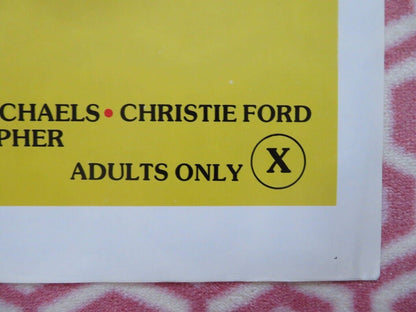 CHAELS • CHRISTIE FORD
PHER
ADULTS ONLY X